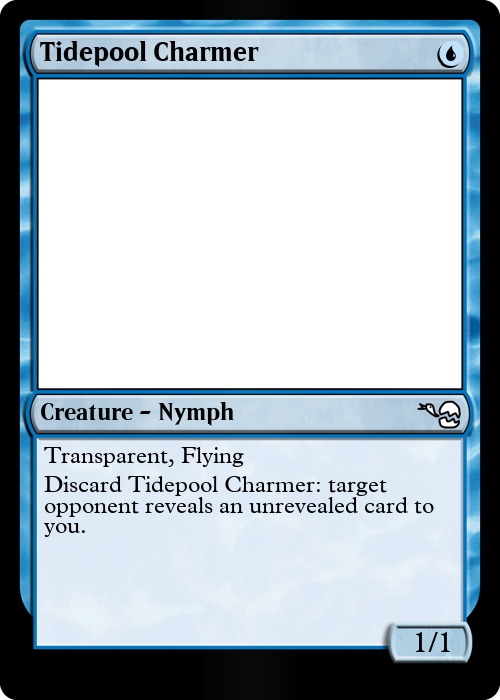 Tidepool Charmer
Creature – Nymph
Transparent, Flying
Discard Tidepool Charmer: target
opponent reveals an unrevealed card to
you.
1/1